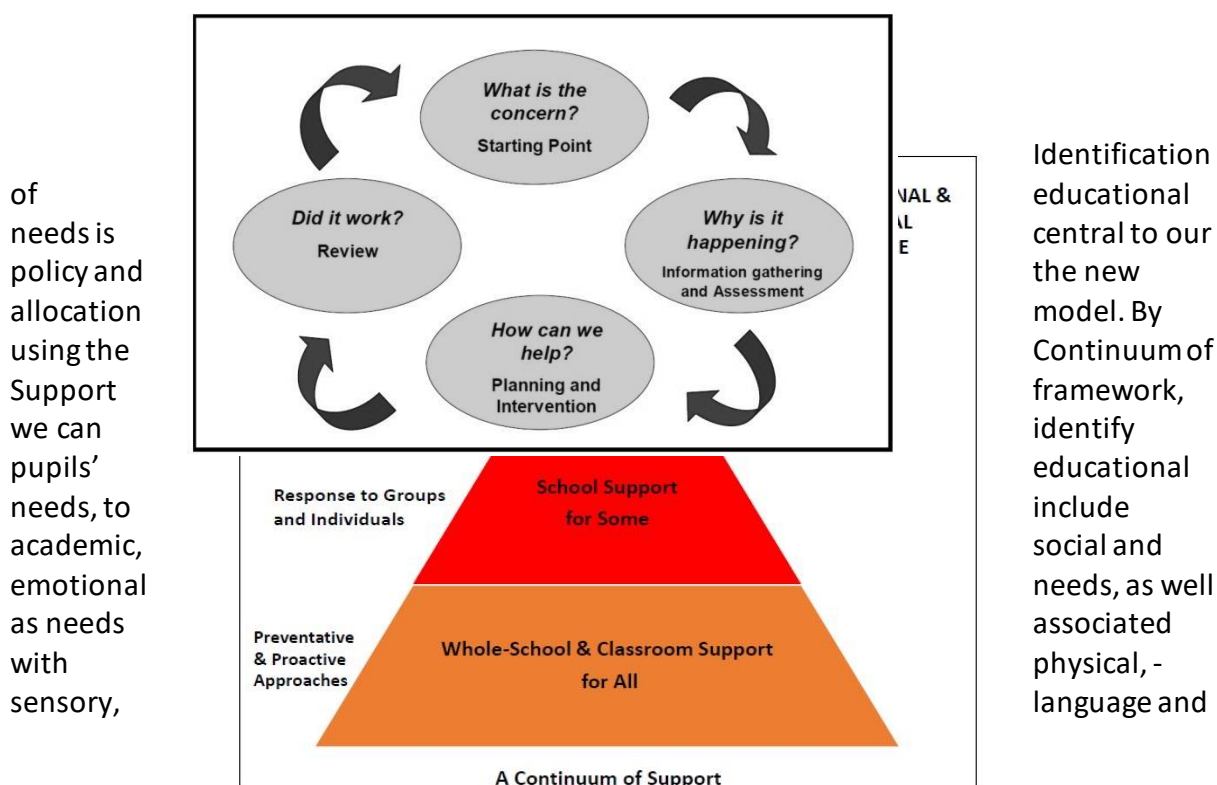 What is the
concern?
Starting Point
Did it work?
Review
Why is it
happening?
Information gathering
and Assessment
How can we
help?
Planning and
Intervention
Response to Groups
and Individuals
School Support
for Some
Preventative
& Proactive
Approaches
Whole-School & Classroom Support
for All
A Continuum of Support
Identification
of educational
needs is central to our
policy and the new
allocation model. By
using the Continuum of
Support framework,
we can identify
pupils’ educational
needs, to include
academic, social and
emotional needs, as well
as needs associated
with physical, -
sensory, language and